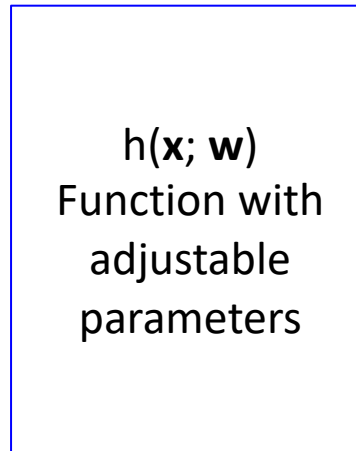 h(x; w)
Function with
adjustable
parameters